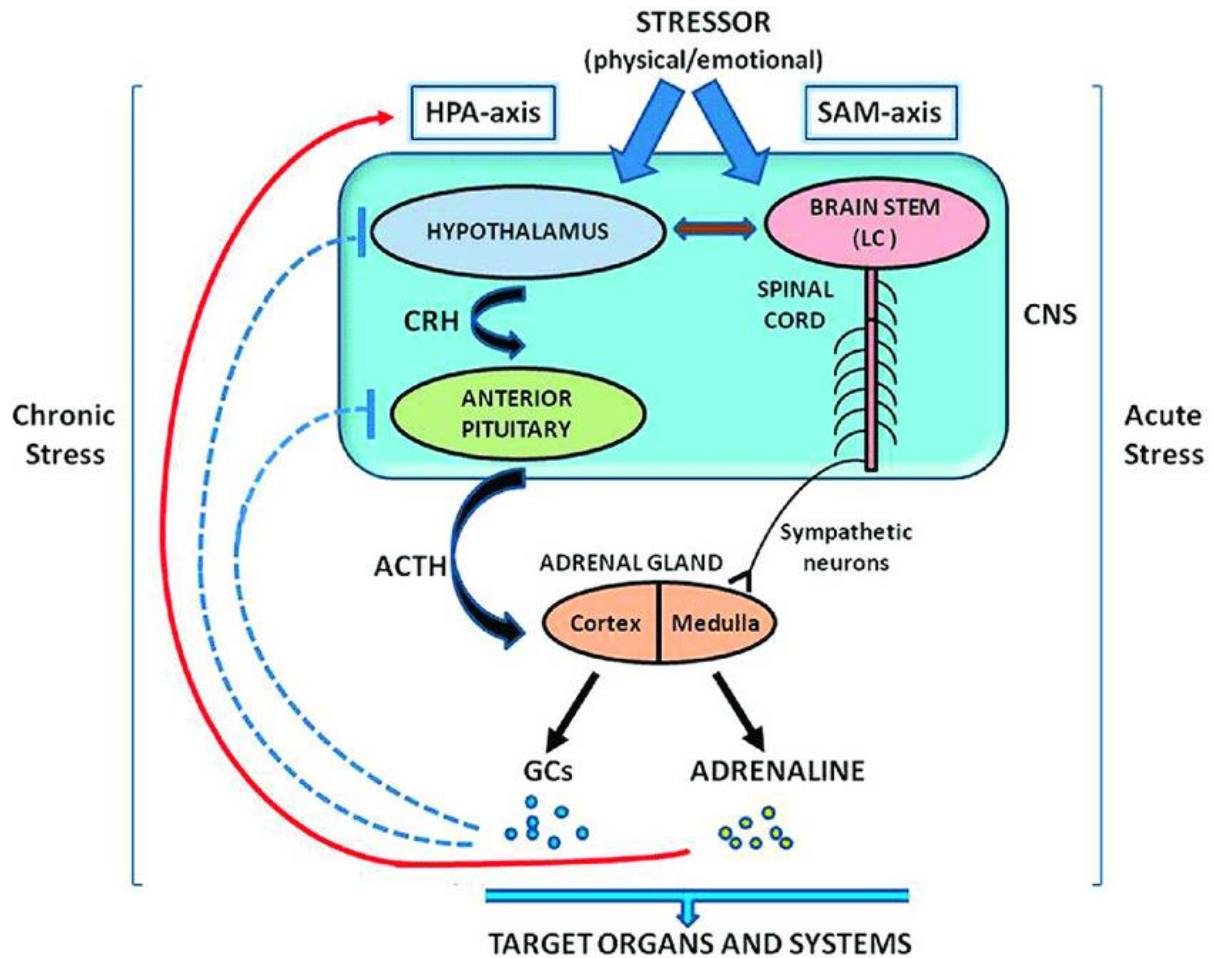 STRESSOR
(physical/emotional)
HPA-axis
SAM-axis
HYPOTHALAMUS
BRAIN STEM
(LC )
SPINAL
CORD
CNS
CRH
ANTERIOR
PITUITARY
Chronic
Stress
Acute
Stress
ACTH
Sympathetic
neurons
ADRENAL GLAND
Cortex
Medulla
GCs
ADRENALINE
TARGET ORGANS AND SYSTEMS